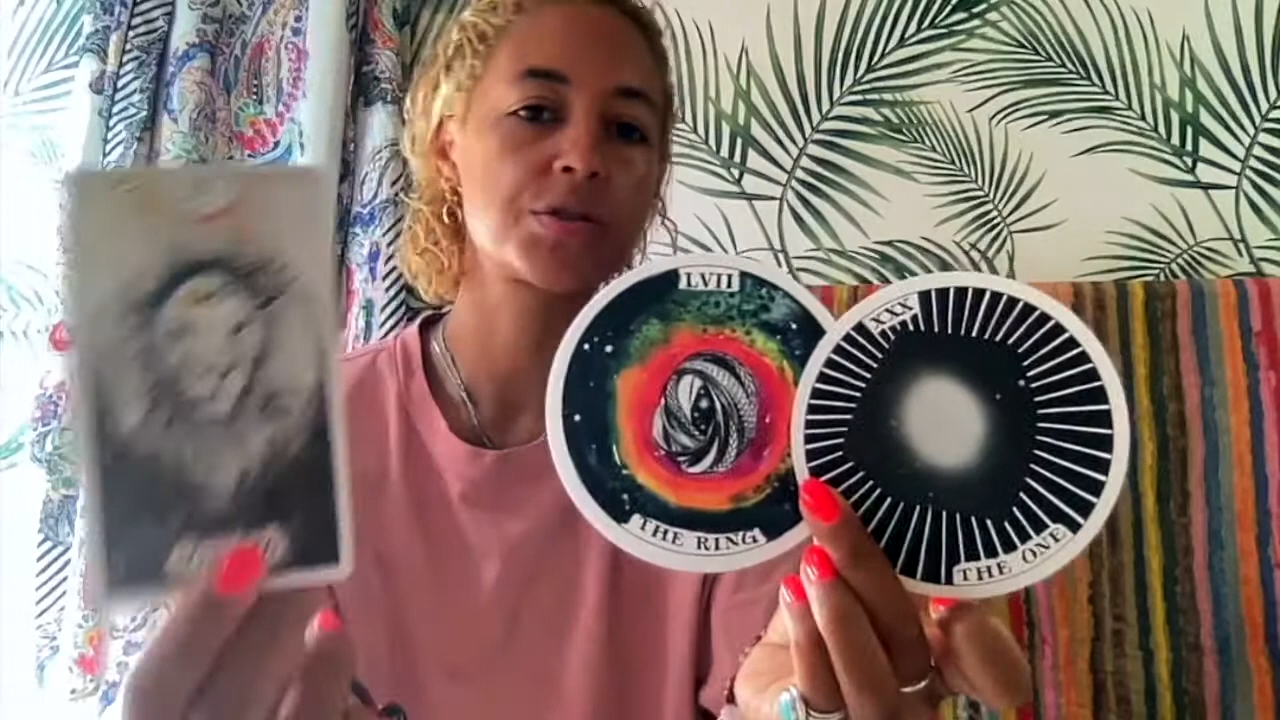 LVII
THE RING
XXX
THE ONE